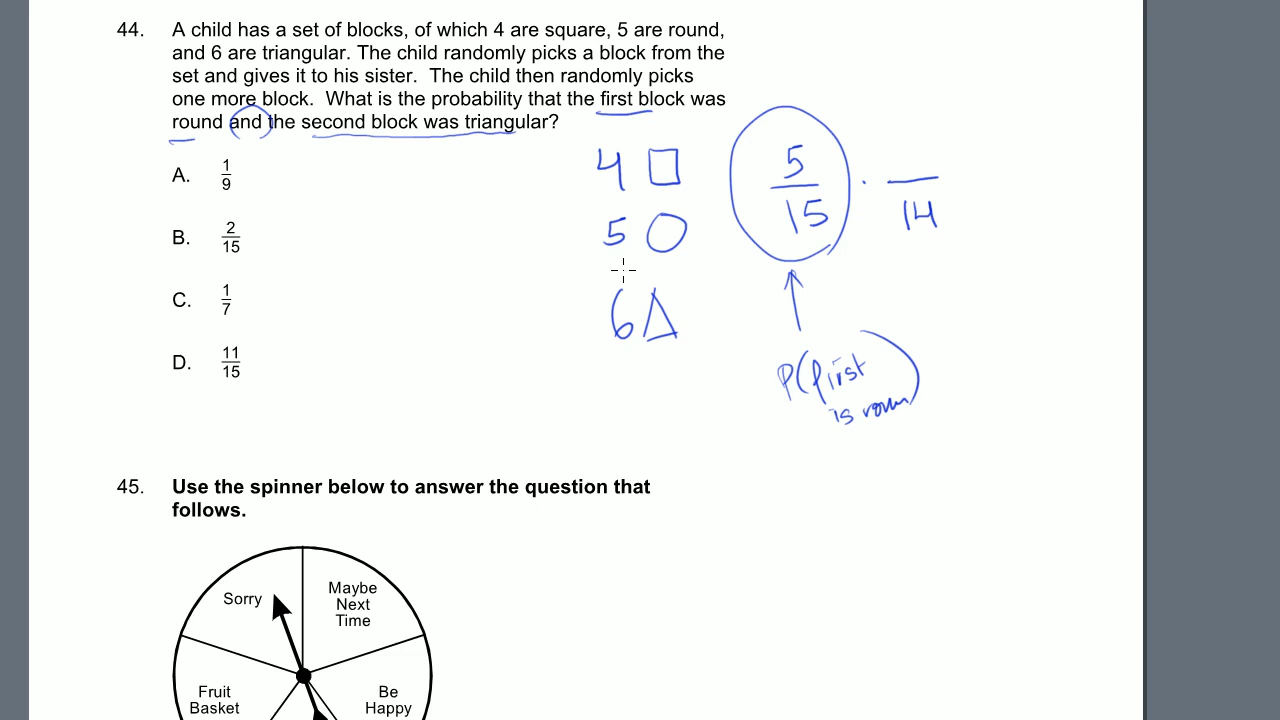 44. A child has a set of blocks, of which 4 are square, 5 are round,
and 6 are triangular. The child randomly picks a block from the
set and gives it to his sister. The child then randomly picks
one more block. What is the probability that the first block was
round and the second block was triangular?
A. 1/9
B. 2/15
C. 1/7
D. 11/15
4 □
5 ○
6 △
5/15 · /14
P(first
is roun)
45. Use the spinner below to answer the question that
follows.
Sorry
Maybe
Next
Time
Fruit
Basket
Be
Happy